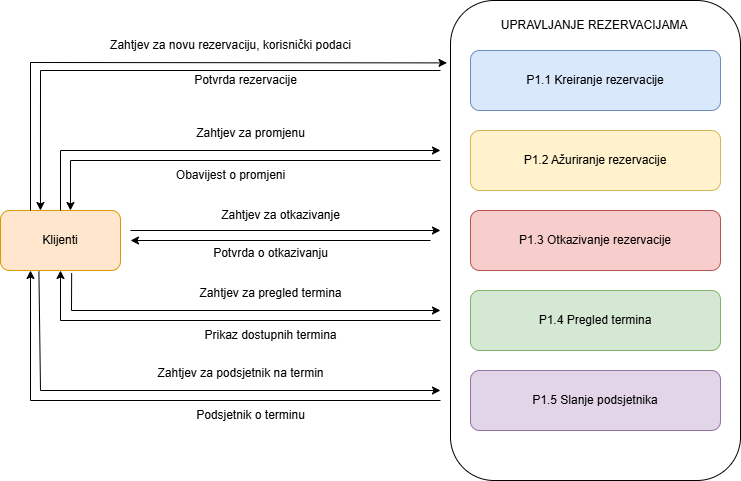 UPRAVLJANJE REZERVACIJAMA
Zahtjev za novu rezervaciju, korisnički podaci
Potvrda rezervacije
P1.1 Kreiranje rezervacije
Zahtjev za promjenu
Obavijest o promjeni
P1.2 Ažuriranje rezervacije
Klijenti
Zahtjev za otkazivanje
Potvrda o otkazivanju
P1.3 Otkazivanje rezervacije
Zahtjev za pregled termina
Prikaz dostupnih termina
P1.4 Pregled termina
Zahtjev za podsjetnik na termin
Podsjetnik o terminu
P1.5 Slanje podsjetnika